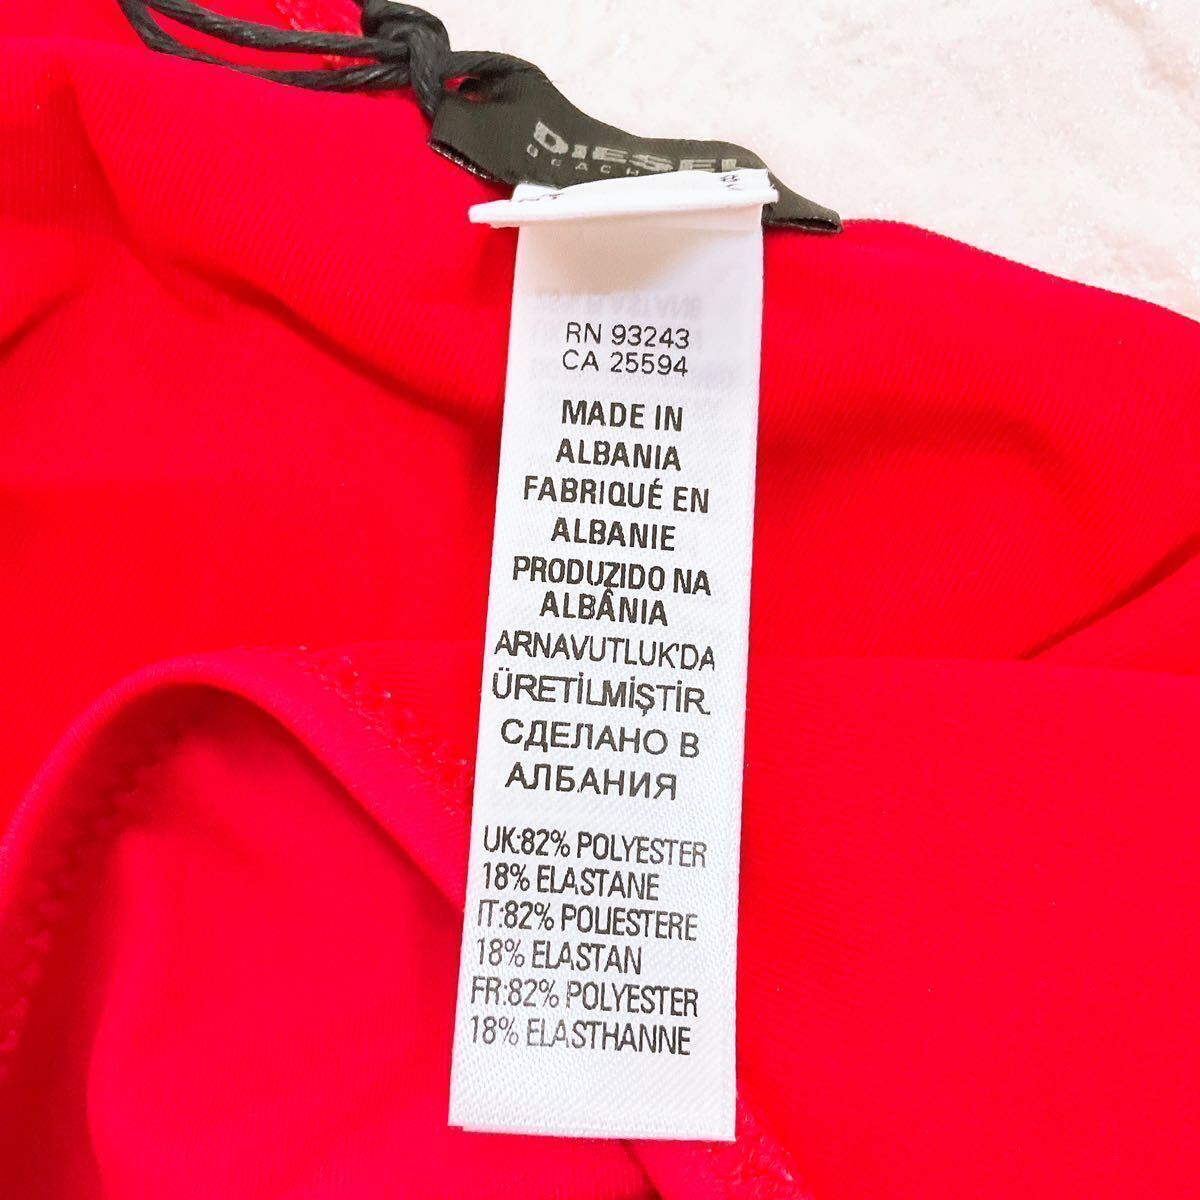 DIESEL
BEACH
RN 93243
CA 25594
MADE IN
ALBANIA
FABRIQUÉ EN
ALBANIE
PRODUZIDO NA
ALBÂNIA
ARNAVUTLUK'DA
ÜRETİLMİŞTİR.
СДЕЛАНО В
АЛБАНИЯ
UK:82% POLYESTER
18% ELASTANE
IT:82% POLIESTERE
18% ELASTAN
FR:82% POLYESTER
18% ELASTHANNE